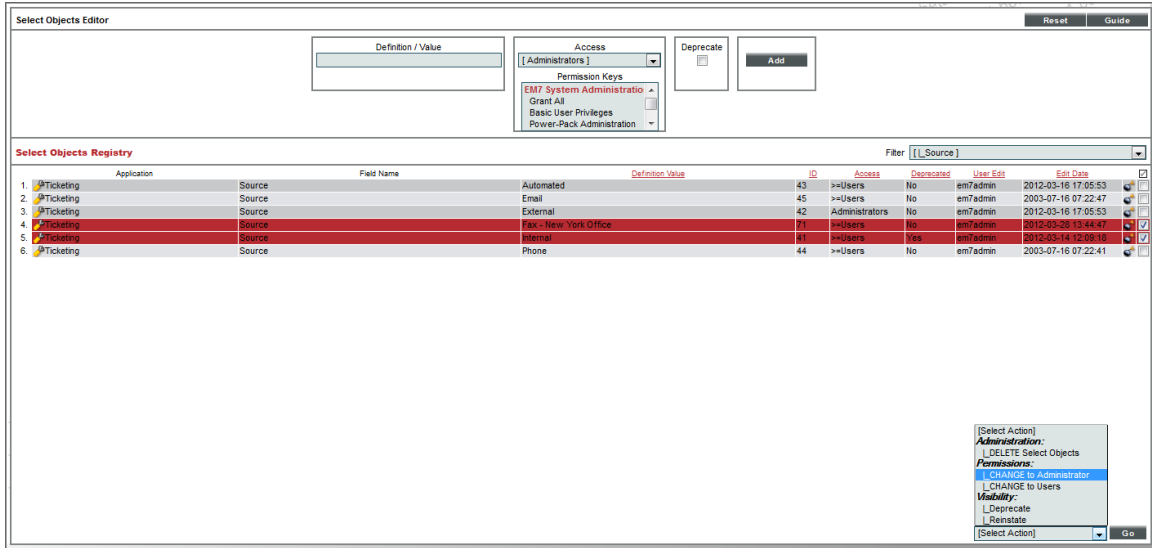 Select Objects Editor Reset Guide
Definition / Value Access Deprecate
[ Administrators ] Add
Permission Keys
EM7 System Administratio
Grant All
Basic User Privileges
Power-Pack Administration
Select Objects Registry Filter [ |_Source ]
Application Field Name Definition Value ID Access Deprecated User Edit Edit Date
1. Ticketing Source Automated 43 >=Users No em7admin 2012-03-16 17:05:53
2. Ticketing Source Email 45 >=Users No em7admin 2003-07-16 07:22:47
3. Ticketing Source External 42 Administrators No em7admin 2012-03-16 17:05:53
4. Ticketing Source Fax - New York Office 71 >=Users No em7admin 2012-03-28 13:44:47
5. Ticketing Source Internal 41 >=Users Yes em7admin 2012-03-14 12:09:18
6. Ticketing Source Phone 44 >=Users No em7admin 2003-07-16 07:22:41
[Select Action]
Administration:
|_DELETE Select Objects
Permissions:
|_CHANGE to Administrator
|_CHANGE to Users
Visibility:
|_Deprecate
|_Reinstate
[Select Action] Go